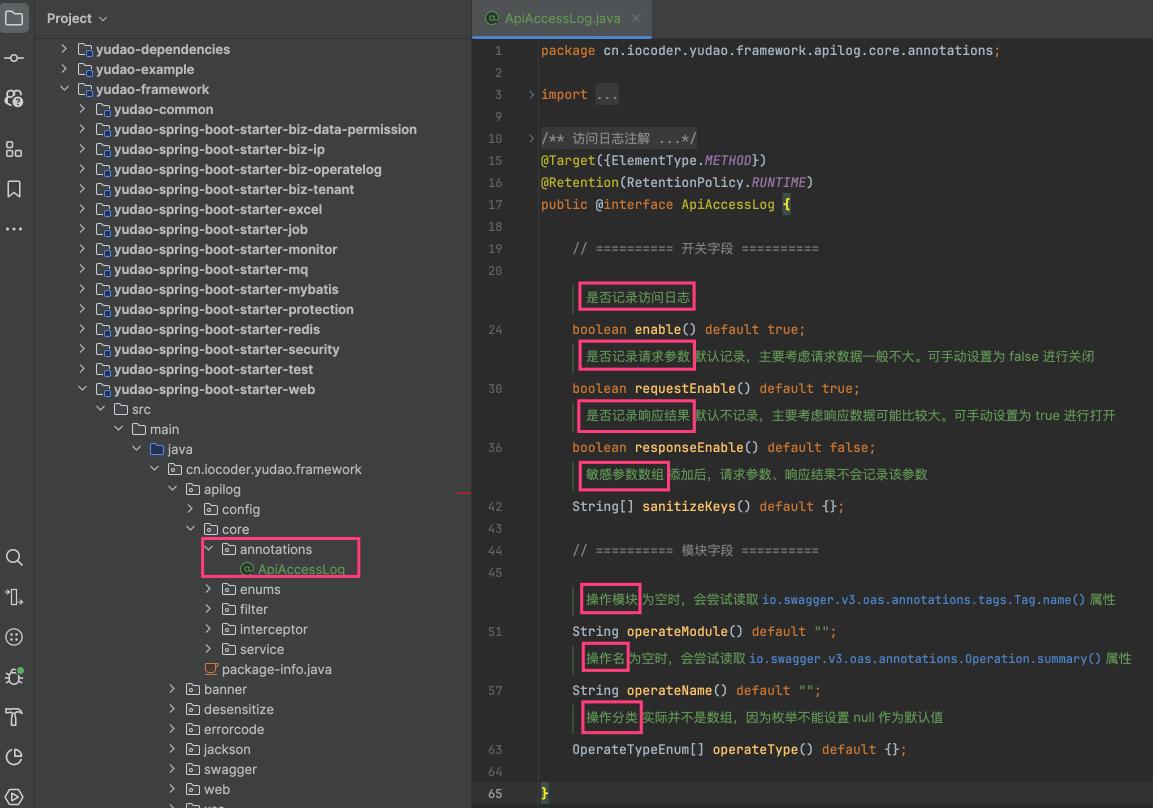 Project
yudao-dependencies
yudao-example
yudao-framework
yudao-common
yudao-spring-boot-starter-biz-data-permission
yudao-spring-boot-starter-biz-ip
yudao-spring-boot-starter-biz-operatelog
yudao-spring-boot-starter-biz-tenant
yudao-spring-boot-starter-excel
yudao-spring-boot-starter-job
yudao-spring-boot-starter-monitor
yudao-spring-boot-starter-mq
yudao-spring-boot-starter-mybatis
yudao-spring-boot-starter-protection
yudao-spring-boot-starter-redis
yudao-spring-boot-starter-security
yudao-spring-boot-starter-test
yudao-spring-boot-starter-web
src
main
java
cn.iocoder.yudao.framework
apilog
config
core
annotations
ApiAccessLog
enums
filter
interceptor
service
package-info.java
banner
desensitize
errorcode
jackson
swagger
web
ApiAccessLog.java
1 package cn.iocoder.yudao.framework.apilog.core.annotations;
2
3 import ...
9
10 /** 访问日志注解 ...*/
15 @Target({ElementType.METHOD})
16 @Retention(RetentionPolicy.RUNTIME)
17 public @interface ApiAccessLog {
18
19 // ========== 开关字段 ==========
20
是否记录访问日志
24 boolean enable() default true;
是否记录请求参数 默认记录，主要考虑请求数据一般不大。可手动设置为 false 进行关闭
30 boolean requestEnable() default true;
是否记录响应结果 默认不记录，主要考虑响应数据可能比较大。可手动设置为 true 进行打开
36 boolean responseEnable() default false;
敏感参数数组 添加后，请求参数、响应结果不会记录该参数
42 String[] sanitizeKeys() default {};
43
44 // ========== 模块字段 ==========
45
操作模块 为空时，会尝试读取 io.swagger.v3.oas.annotations.tags.Tag.name() 属性
51 String operateModule() default "";
操作名 为空时，会尝试读取 io.swagger.v3.oas.annotations.Operation.summary() 属性
57 String operateName() default "";
操作分类 实际并不是数组，因为枚举不能设置 null 作为默认值
63 OperateTypeEnum[] operateType() default {};
64
65 }